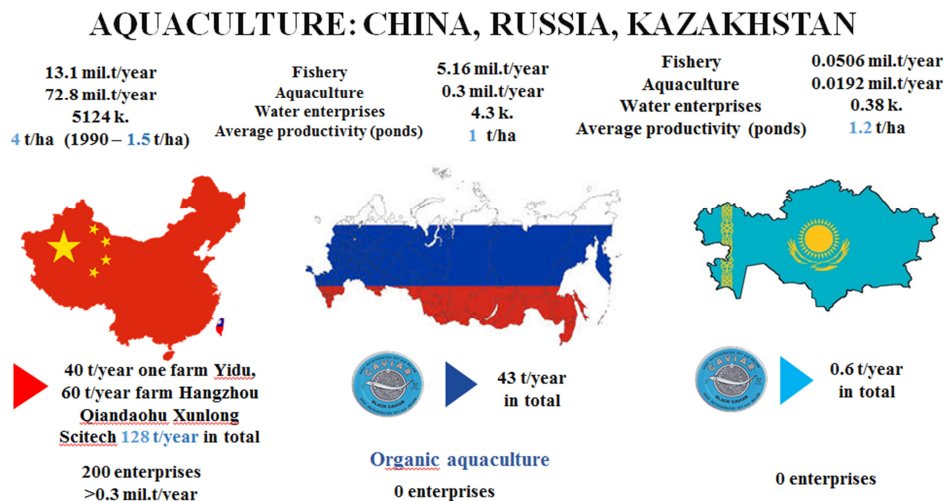 AQUACULTURE: CHINA, RUSSIA, KAZAKHSTAN
13.1 mil.t/year
72.8 mil.t/year
5124 k.
4 t/ha (1990 – 1.5 t/ha)
Fishery
Aquaculture
Water enterprises
Average productivity (ponds)
5.16 mil.t/year
0.3 mil.t/year
4.3 k.
1 t/ha
Fishery
Aquaculture
Water enterprises
Average productivity (ponds)
0.0506 mil.t/year
0.0192 mil.t/year
0.38 k.
1.2 t/ha
40 t/year one farm Yidu,
60 t/year farm Hangzhou
Qiandaohu Xunlong
Scitech 128 t/year in total
CAVIAR
BLACK CAVIAR
43 t/year
in total
CAVIAR
BLACK CAVIAR
0.6 t/year
in total
200 enterprises
>0.3 mil.t/year
Organic aquaculture
0 enterprises
0 enterprises